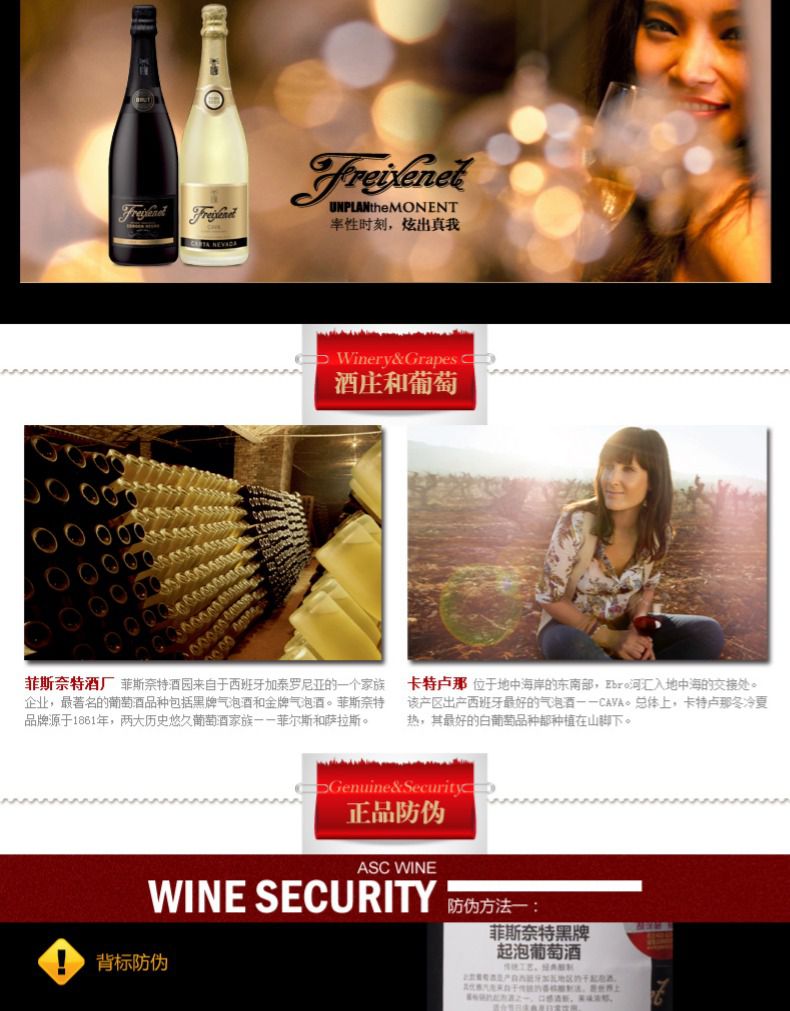 BRUT
Freixenet
CORDON NEGRO
Freixenet
CAVA
CARTA NEVADA
Freixenet
UNPLANtheMONENT
率性时刻，炫出真我
Winery&Grapes
酒庄和葡萄
菲斯奈特酒厂 菲斯奈特酒园来自于西班牙加泰罗尼亚的一个家族
企业，最著名的葡萄酒品种包括黑牌气泡酒和金牌气泡酒。菲斯奈特
品牌源于1861年，两大历史悠久葡萄酒家族——菲尔斯和萨拉斯。
卡特卢那 位于地中海岸的东南部，Ebro河汇入地中海的交接处。
该产区出产西班牙最好的气泡酒——CAVA。总体上，卡特卢那冬冷夏
热，其最好的白葡萄品种都种植在山脚下。
Genuine&Security
正品防伪
ASC WINE
WINE SECURITY
防伪方法一：
背标防伪
菲斯奈特黑牌
起泡葡萄酒
传统工艺，经典酿制